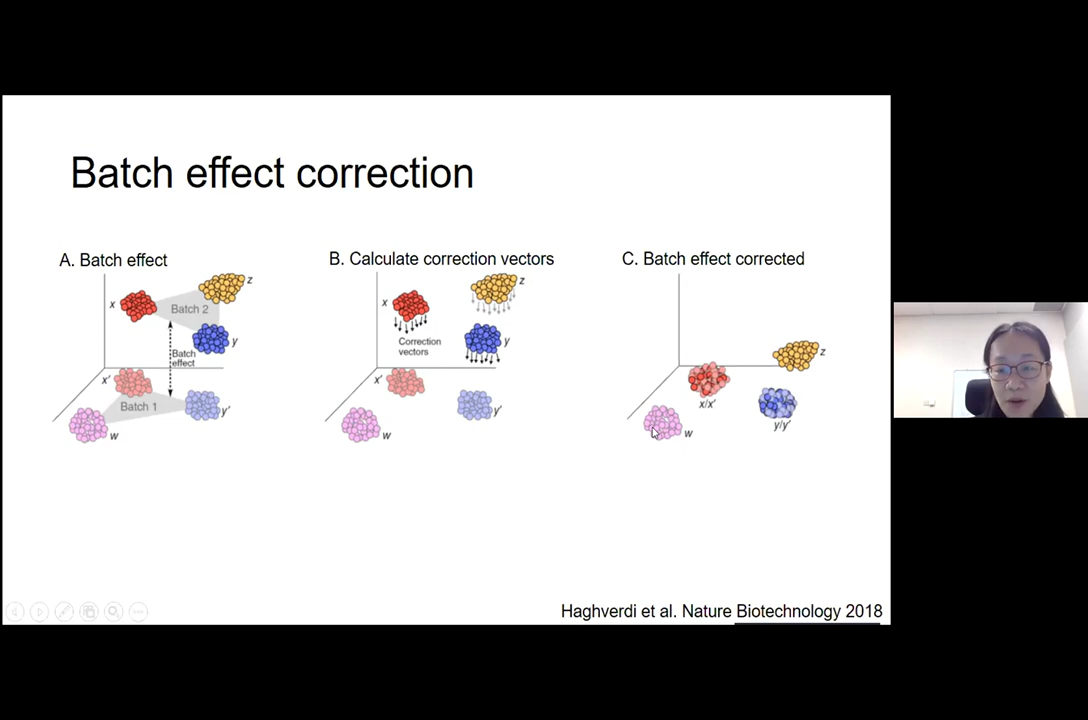 Batch effect correction
A. Batch effect
x
z
Batch 2
y
Batch
effect
x'
Batch 1
y'
w
B. Calculate correction vectors
x
z
Correction
vectors
y
x'
y'
w
C. Batch effect corrected
z
x/x'
y/y'
w
Haghverdi et al. Nature Biotechnology 2018